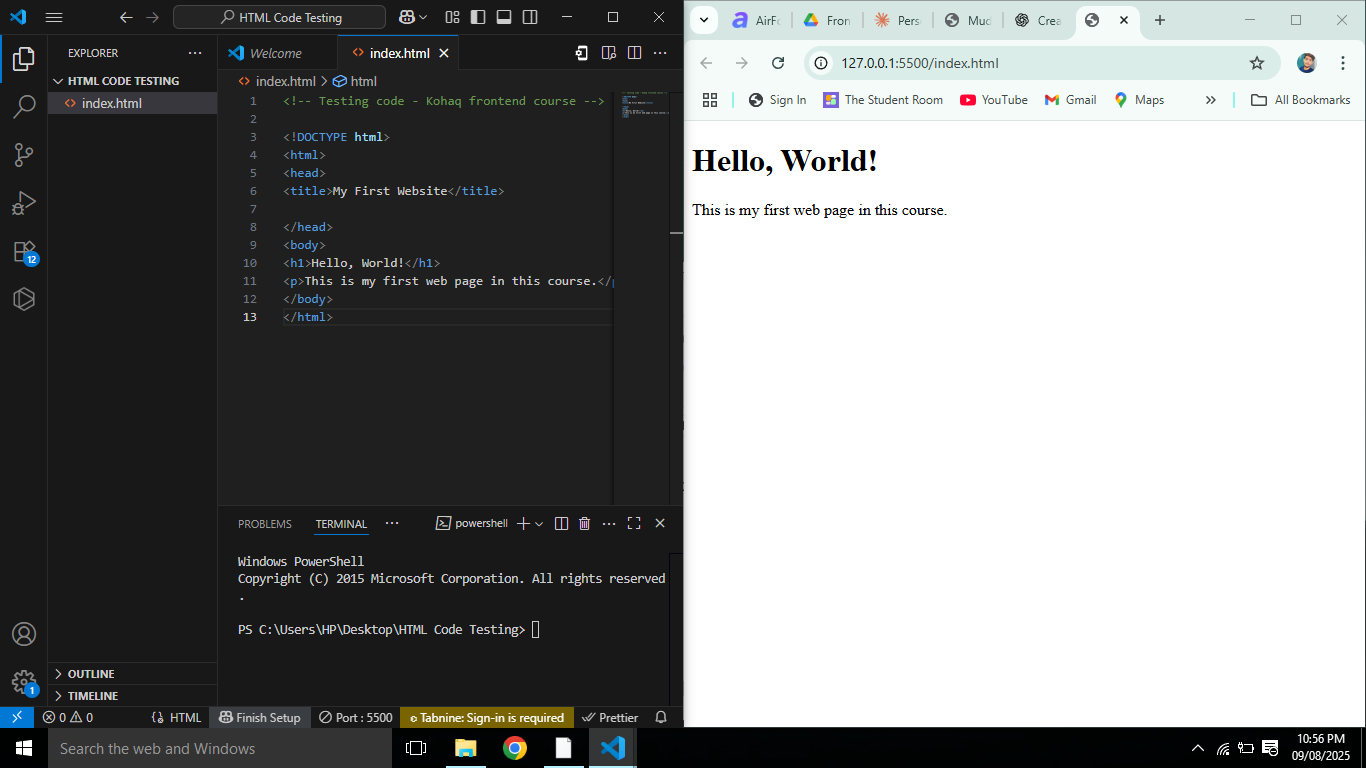 HTML Code Testing
EXPLORER
HTML CODE TESTING
index.html
12
1
OUTLINE
TIMELINE
Welcome
index.html
index.html > html
1 <!-- Testing code - Kohaq frontend course -->
2
3 <!DOCTYPE html>
4 <html>
5 <head>
6 <title>My First Website</title>
7
8 </head>
9 <body>
10 <h1>Hello, World!</h1>
11 <p>This is my first web page in this course.</p
12 </body>
13 </html>
PROBLEMS TERMINAL
powershell
Windows PowerShell
Copyright (C) 2015 Microsoft Corporation. All rights reserved
.
PS C:\Users\HP\Desktop\HTML Code Testing>
0 0 HTML Finish Setup Port : 5500 Tabnine: Sign-in is required Prettier
AirFo Fron Pers Mud Crea
127.0.0.1:5500/index.html
Sign In The Student Room YouTube Gmail Maps All Bookmarks
Hello, World!
This is my first web page in this course.
Search the web and Windows
10:56 PM
09/08/2025